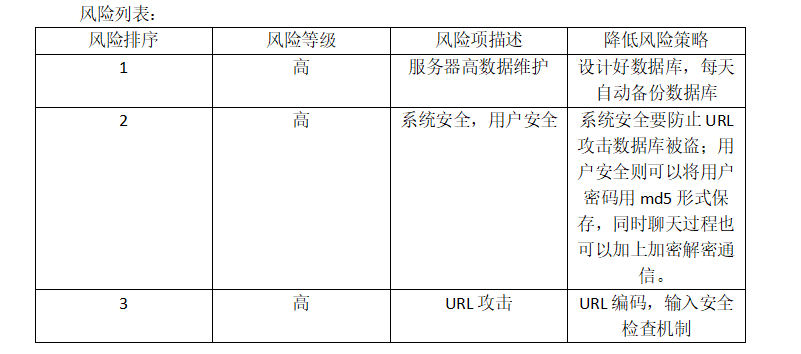 风险列表：
风险排序 风险等级 风险项描述 降低风险策略
1 高 服务器高数据维护 设计好数据库，每天
自动备份数据库
2 高 系统安全，用户安全 系统安全要防止 URL
攻击数据库被盗；用
户安全则可以将用户
密码用 md5 形式保
存，同时聊天过程也
可以加上加密解密通
信。
3 高 URL 攻击 URL 编码，输入安全
检查机制